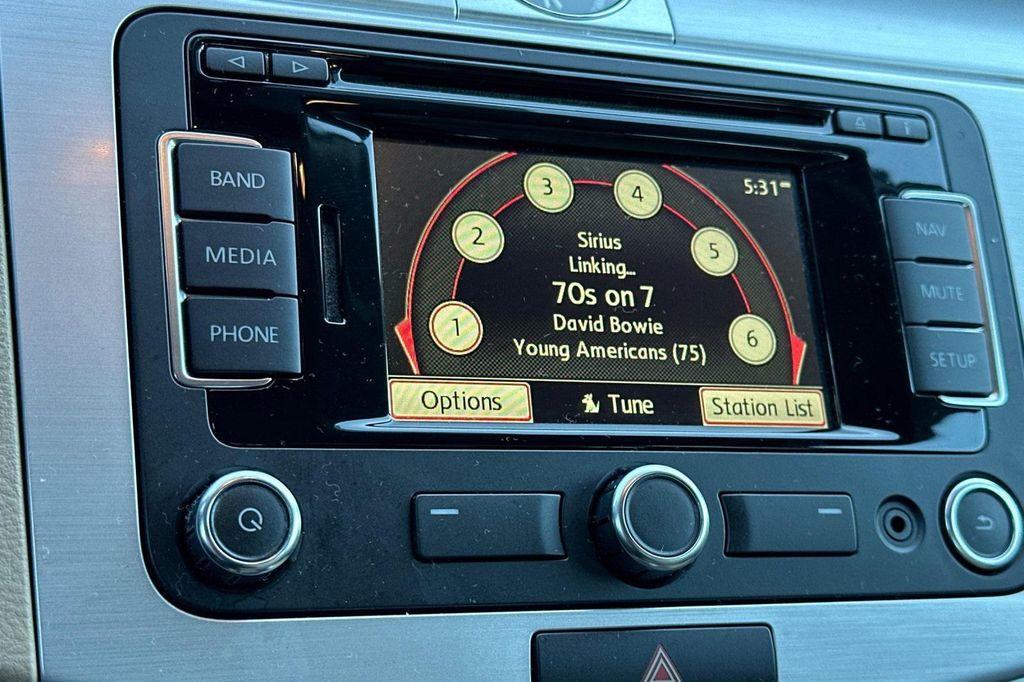 BAND
MEDIA
PHONE
3
4
2
5
1
6
5:31
Sirius
Linking...
70s on 7
David Bowie
Young Americans (75)
Options
Tune
Station List
NAV
MUTE
SETUP